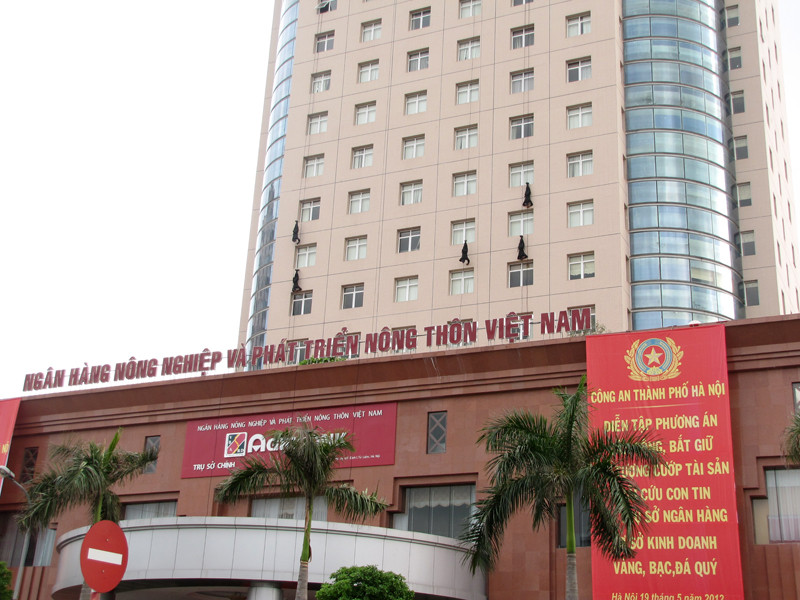 NGÂN HÀNG NÔNG NGHIỆP VÀ PHÁT TRIỂN NÔNG THÔN VIỆT NAM
NGÂN HÀNG NÔNG NGHIỆP VÀ PHÁT TRIỂN NÔNG THÔN VIỆT NAM
TRỤ SỞ CHÍNH
CÔNG AN THÀNH PHỐ HÀ NỘI
DIỄN TẬP PHƯƠNG ÁN
BẮT GIỮ
CƯỚP TÀI SẢN
CỨU CON TIN
SỞ NGÂN HÀNG
SỞ KINH DOANH
VÀNG, BẠC,ĐÁ QUÝ
Hà Nội 19 tháng 5 năm 2012